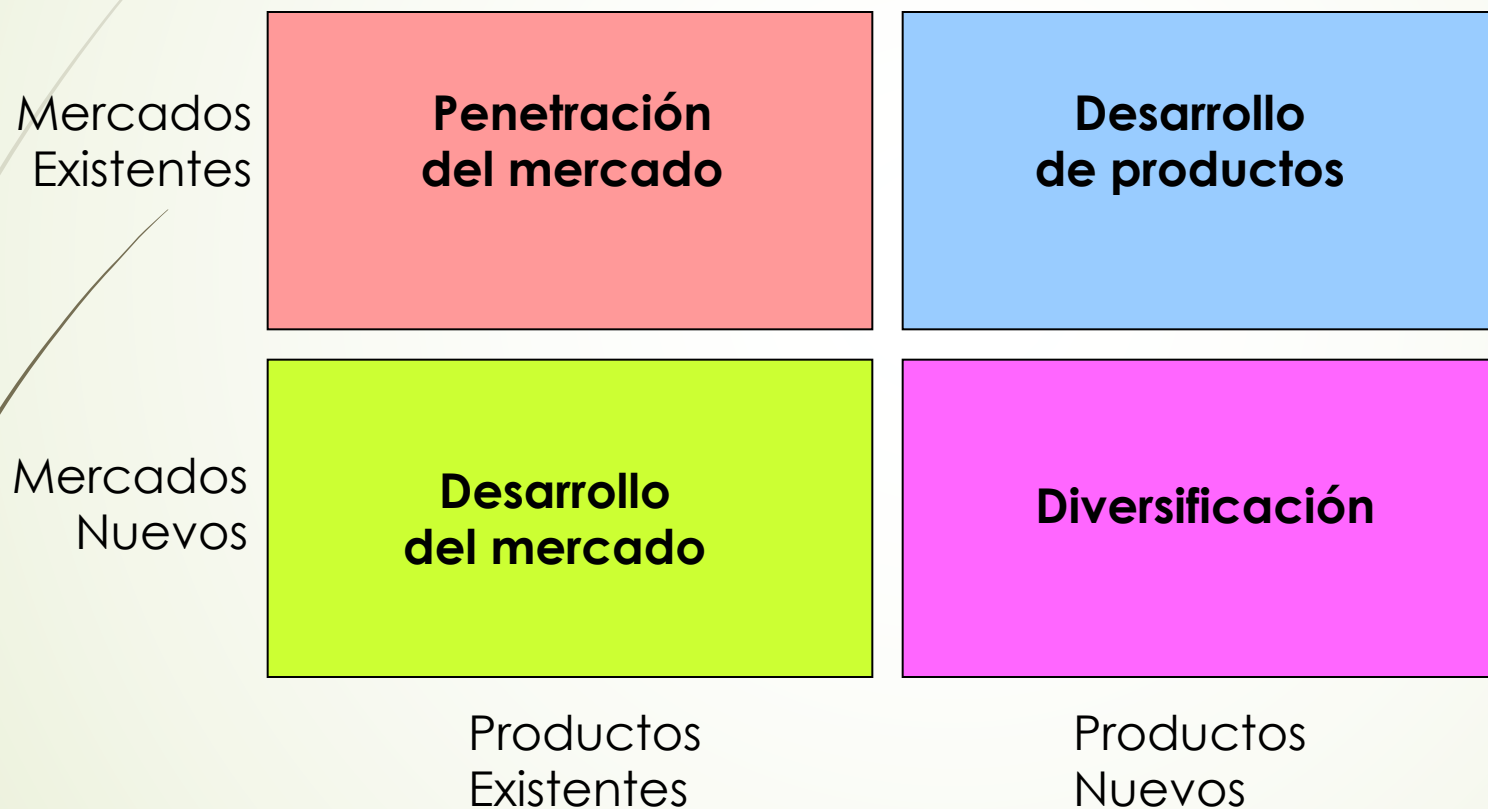 Mercados
Existentes
Penetración
del mercado
Desarrollo
de productos
Mercados
Nuevos
Desarrollo
del mercado
Diversificación
Productos
Existentes
Productos
Nuevos